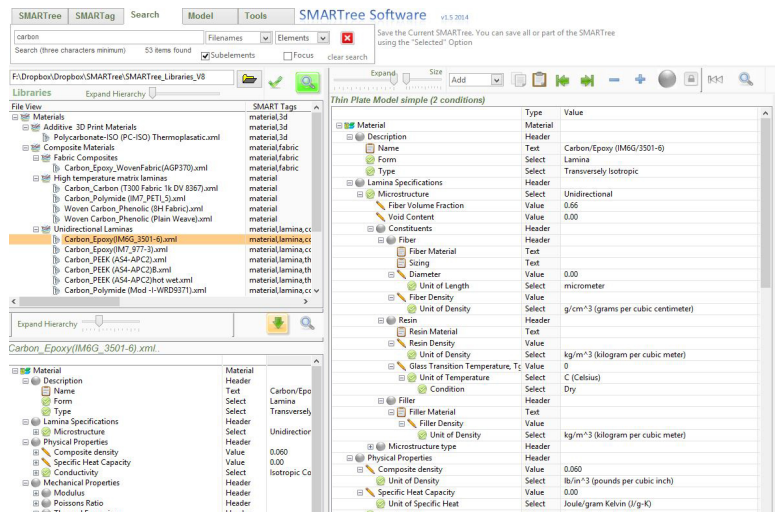 SMARTree SMARTag Search Model Tools SMARTree Software v1.5 2014
carbon Filenames Elements
Search (three characters minimum) 53 items found Subelements Focus clear search
Save the Current SMARTree. You can save all or part of the SMARTree
using the "Selected" Option
F:\Dropbox\Dropbox\SMARTree\SMARTree_Libraries_V8
Libraries Expand Hierarchy
File View SMART Tags
Materials material,3d
Additive 3D Print Materials material,3d
Polycarbonate-ISO (PC-ISO) Thermoplasatic.xml material,3d
Composite Materials material,fabric
Fabric Composites material,fabric
Carbon_Epoxy_WovenFabric(AGP370).xml material,fabric
High temperature matrix laminas material
Carbon_Carbon (T300 Fabric 1k DV 8367).xml material
Carbon_Polymide (IM7_PETI_5).xml material
Woven Carbon_Phenolic (8H Fabric).xml material
Woven Carbon_Phenolic (Plain Weave).xml material
Unidirectional Laminas material,lamina,cc
Carbon_Epoxy(IM6G_3501-6).xml material,lamina,cc
Carbon_Epoxy(IM7_977-3).xml material,lamina,cc
Carbon_PEEK (AS4-APC2).xml material,lamina,th
Carbon_PEEK (AS4-APC2)B.xml material,lamina,th
Carbon_PEEK (AS4-APC2)hot wet.xml material,lamina,th
Carbon_Polymide (Mod -I-WRD9371).xml material,lamina,cc
Expand Hierarchy
Carbon_Epoxy(IM6G_3501-6).xml..
Material Material
Description Header
Name Text Carbon/Epo
Form Select Lamina
Type Select Transversely
Lamina Specifications Header
Microstructure Select Unidirection
Physical Properties Header
Composite density Value 0.060
Specific Heat Capacity Value 0.00
Conductivity Select Isotropic Co
Mechanical Properties Header
Modulus Header
Poissons Ratio Header
Expand Size Add
Thin Plate Model simple (2 conditions)
Type Value
Material Material
Description Header
Name Text Carbon/Epoxy (IM6G/3501-6)
Form Select Lamina
Type Select Transversely Isotropic
Lamina Specifications Header
Microstructure Select Unidirectional
Fiber Volume Fraction Value 0.66
Void Content Value 0.00
Constituents Header
Fiber Header
Fiber Material Text
Sizing Text
Diameter Value 0.00
Unit of Length Select micrometer
Fiber Density Value
Unit of Density Select g/cm^3 (grams per cubic centimeter)
Resin Header
Resin Material Text
Resin Density Value
Unit of Density Select kg/m^3 (kilogram per cubic meter)
Glass Transition Temperature, Tg Value 0
Unit of Temperature Select C (Celsius)
Condition Select Dry
Filler Header
Filler Material Text
Filler Density Value
Unit of Density Select kg/m^3 (kilogram per cubic meter)
Microstructure type Header
Physical Properties Header
Composite density Value 0.060
Unit of Density Select lb/in^3 (pounds per cubic inch)
Specific Heat Capacity Value 0.00
Unit of Specific Heat Select Joule/gram Kelvin (J/g-K)